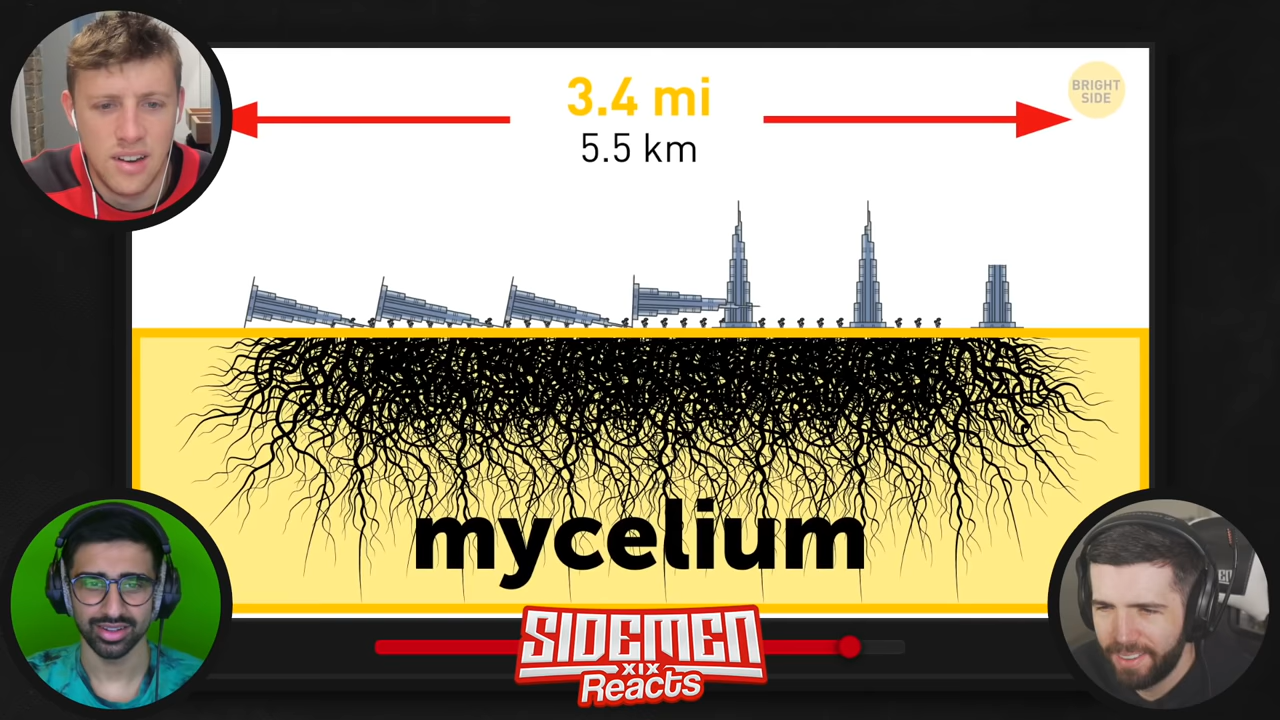 3.4 mi
5.5 km
BRIGHT
SIDE
mycelium
SIDEMEN
XIX
Reacts